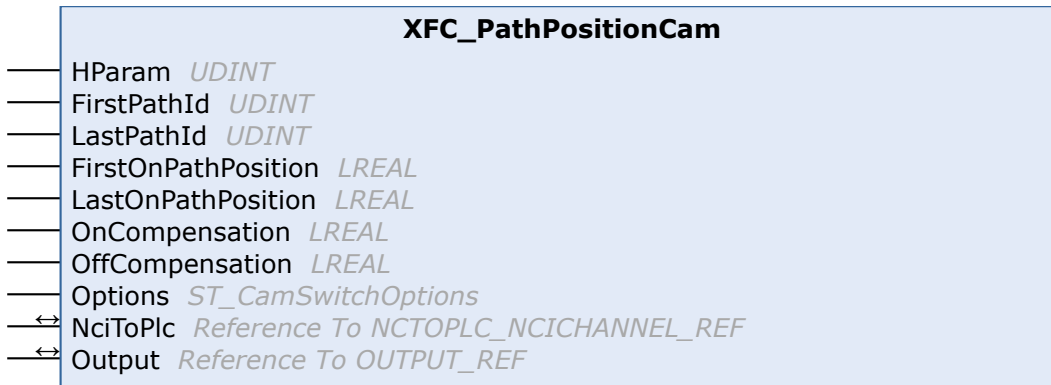 XFC_PathPositionCam
HParam UDINT
FirstPathId UDINT
LastPathId UDINT
FirstOnPathPosition LREAL
LastOnPathPosition LREAL
OnCompensation LREAL
OffCompensation LREAL
Options ST_CamSwitchOptions
NciToPlc Reference To NCTOPLC_NCICHANNEL_REF
Output Reference To OUTPUT_REF